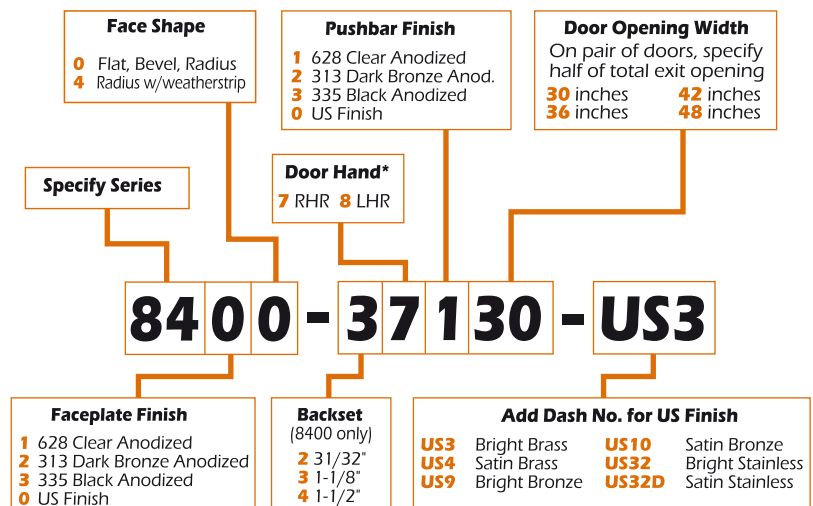 Face Shape
0 Flat, Bevel, Radius
4 Radius w/weatherstrip
Pushbar Finish
1 628 Clear Anodized
2 313 Dark Bronze Anod.
3 335 Black Anodized
0 US Finish
Door Opening Width
On pair of doors, specify
half of total exit opening
30 inches 42 inches
36 inches 48 inches
Specify Series
Door Hand*
7 RHR 8 LHR
8400-37130-US3
Faceplate Finish
1 628 Clear Anodized
2 313 Dark Bronze Anodized
3 335 Black Anodized
0 US Finish
Backset
(8400 only)
2 31/32"
3 1-1/8"
4 1-1/2"
Add Dash No. for US Finish
US3 Bright Brass US10 Satin Bronze
US4 Satin Brass US32 Bright Stainless
US9 Bright Bronze US32D Satin Stainless